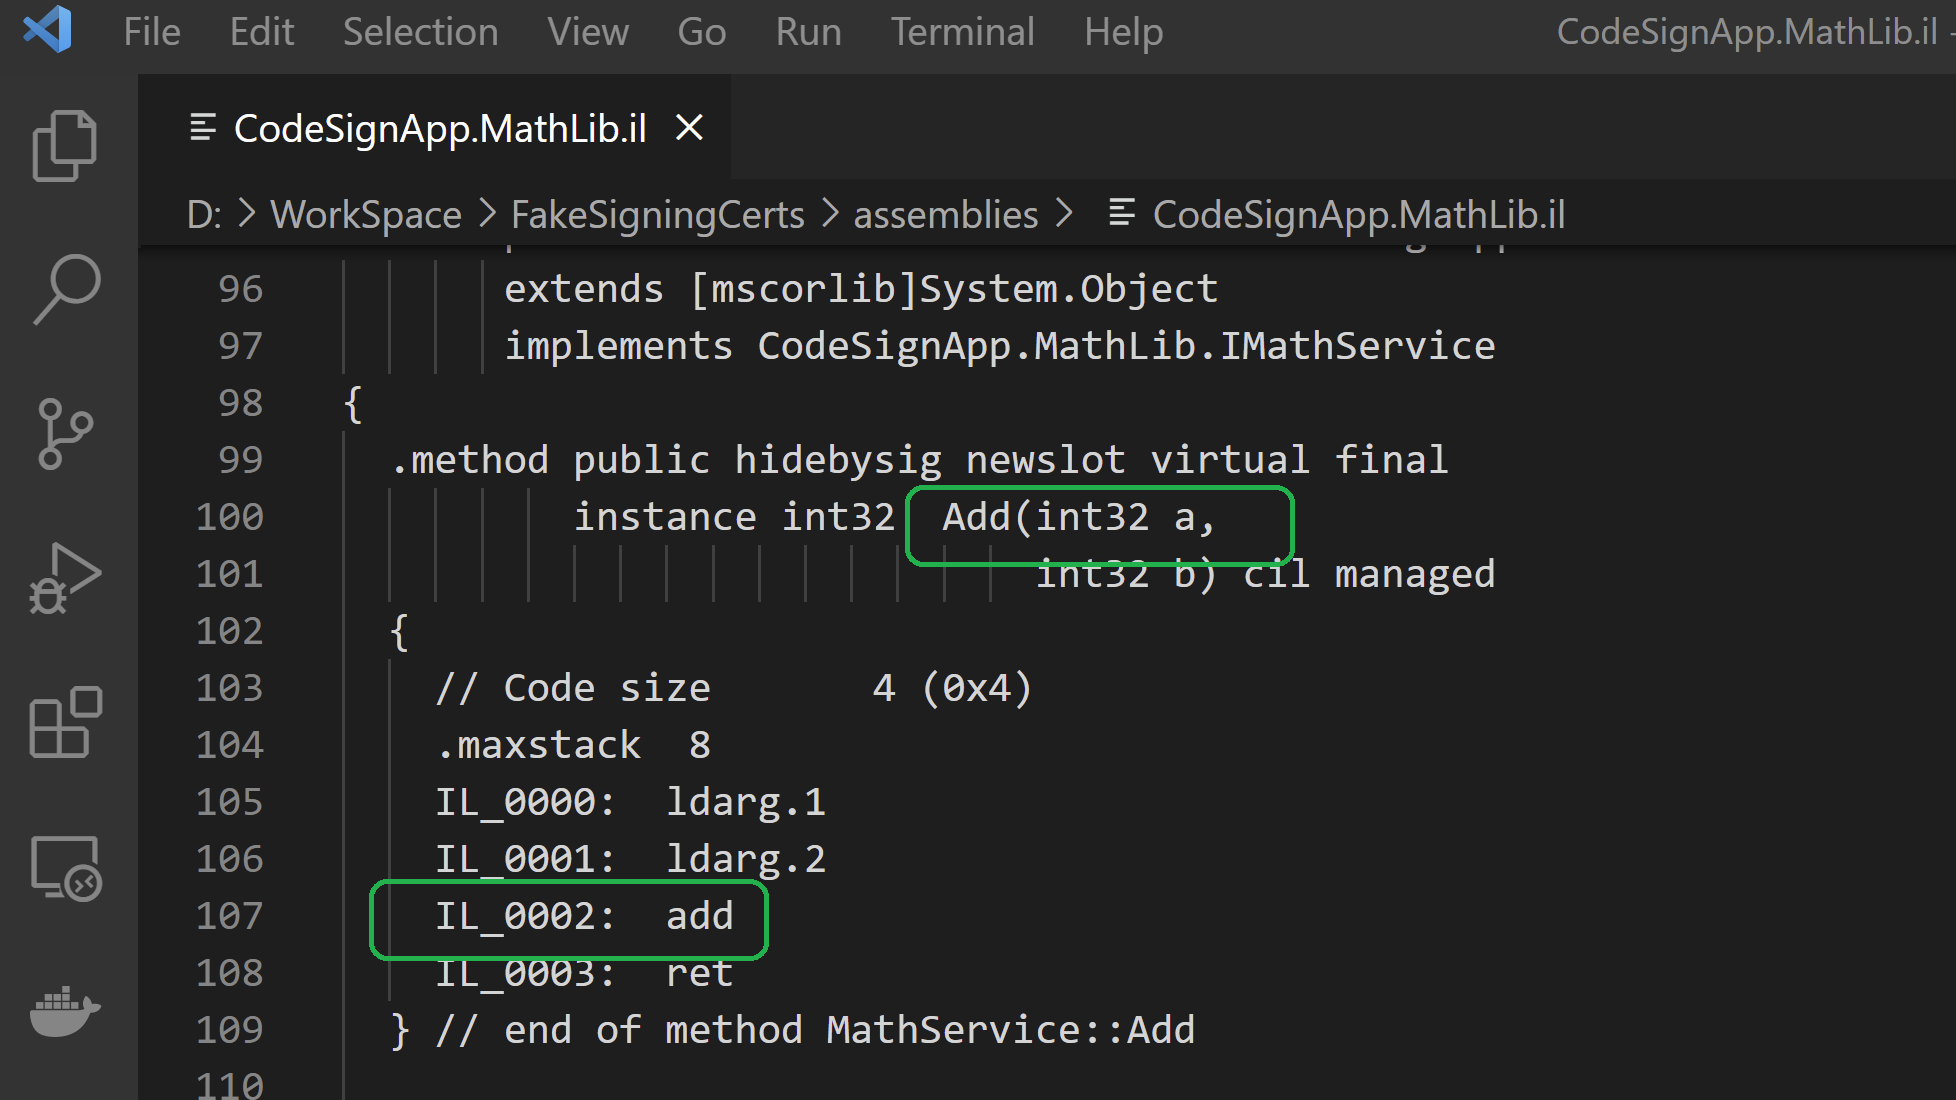 File Edit Selection View Go Run Terminal Help CodeSignApp.MathLib.il -
CodeSignApp.MathLib.il
D: > WorkSpace > FakeSigningCerts > assemblies > CodeSignApp.MathLib.il
96 extends [mscorlib]System.Object
97 implements CodeSignApp.MathLib.IMathService
98 {
99 .method public hidebysig newslot virtual final
100 instance int32 Add(int32 a,
101 int32 b) cil managed
102 {
103 // Code size 4 (0x4)
104 .maxstack 8
105 IL_0000: ldarg.1
106 IL_0001: ldarg.2
107 IL_0002: add
108 IL_0003: ret
109 } // end of method MathService::Add
110